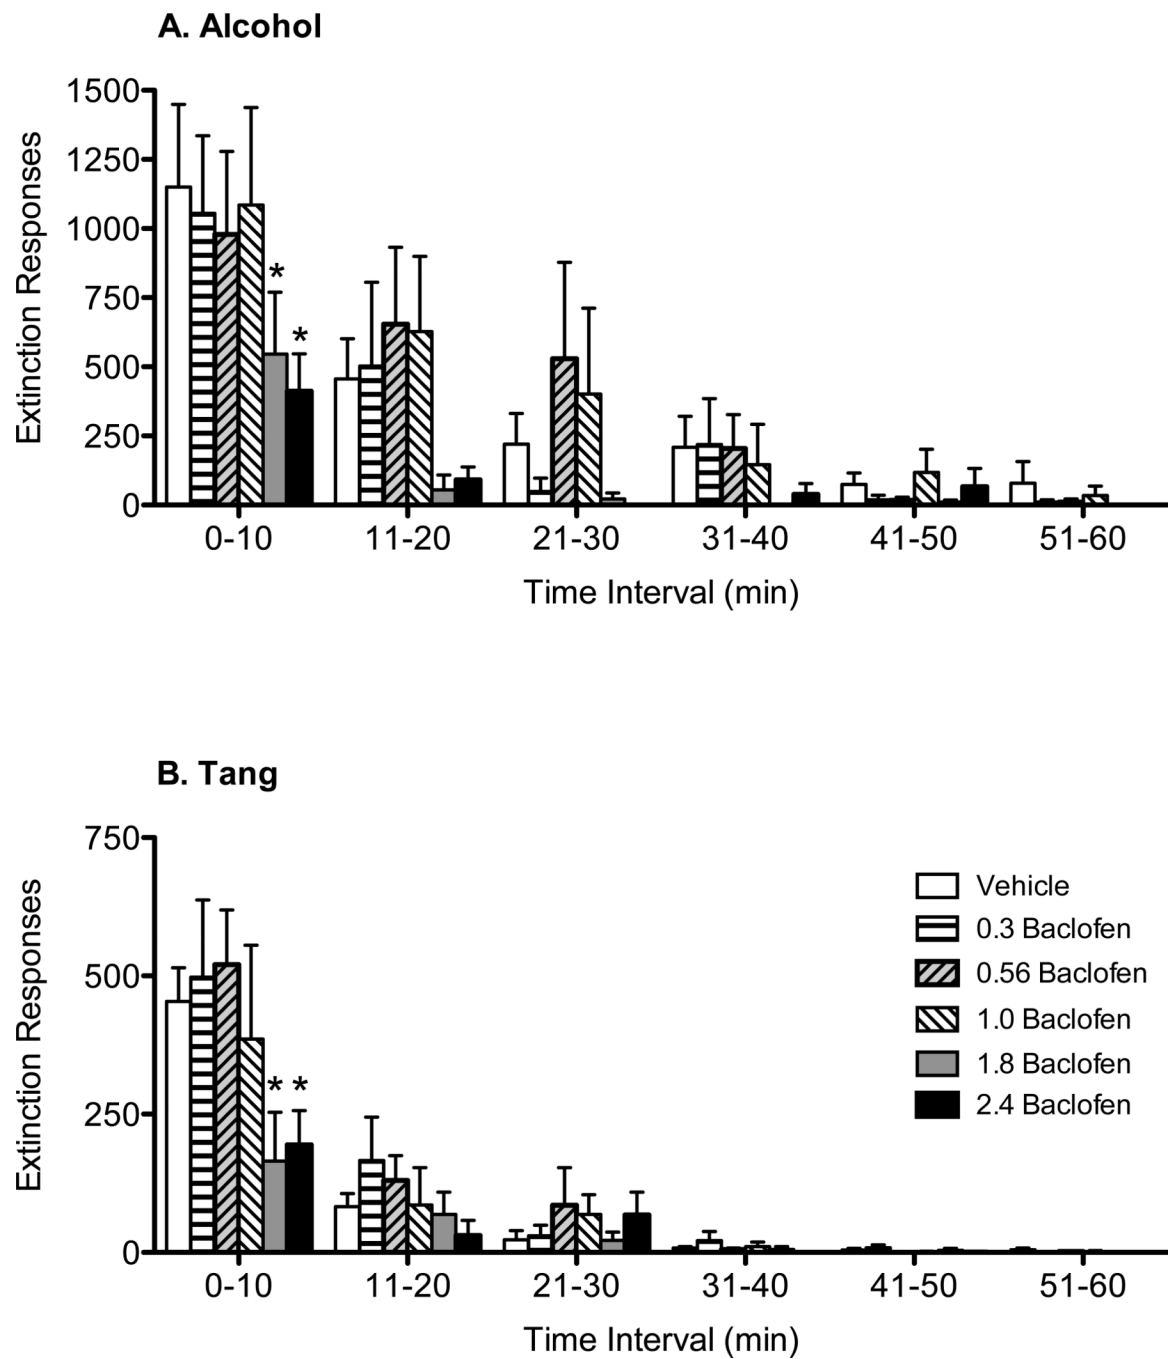 A. Alcohol
Extinction Responses
1500
1250
1000
750
500
250
0
* *
0-10 11-20 21-30 31-40 41-50 51-60
Time Interval (min)
B. Tang
Extinction Responses
750
500
250
0
* *
Vehicle
0.3 Baclofen
0.56 Baclofen
1.0 Baclofen
1.8 Baclofen
2.4 Baclofen
0-10 11-20 21-30 31-40 41-50 51-60
Time Interval (min)